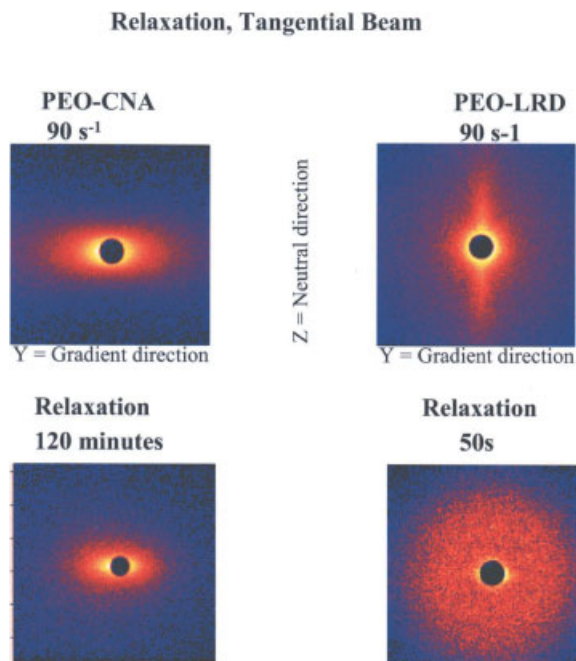 Relaxation, Tangential Beam
PEO-CNA
90 s-1
PEO-LRD
90 s-1
Z = Neutral direction
Y = Gradient direction
Y = Gradient direction
Relaxation
120 minutes
Relaxation
50s